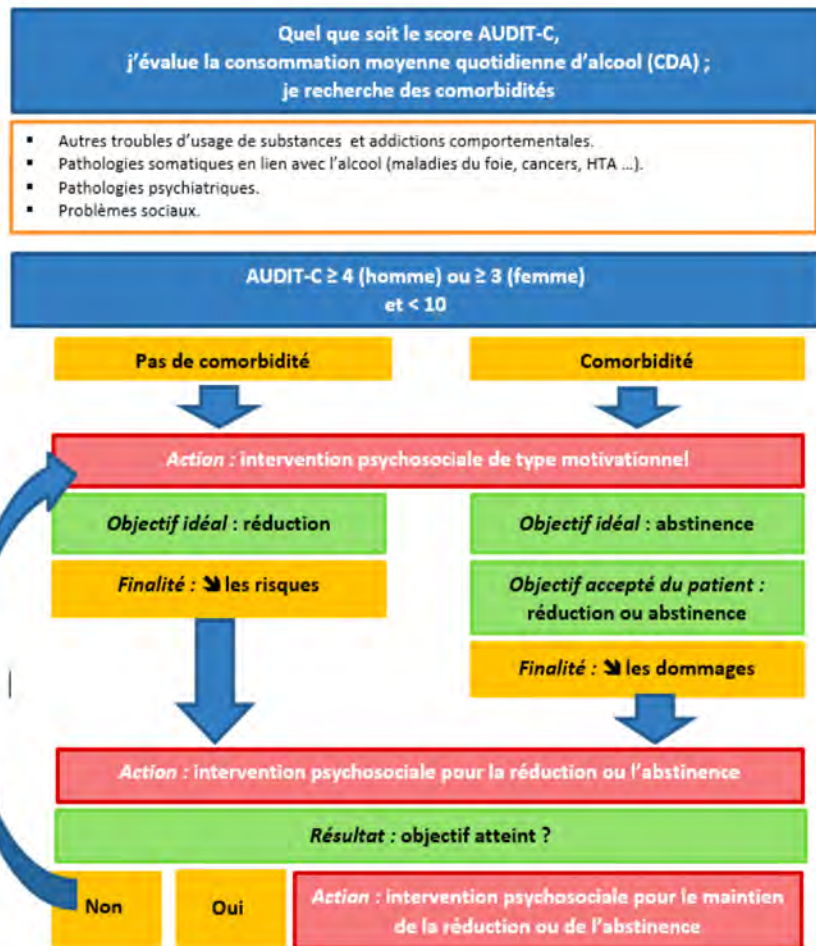 Quel que soit le score AUDIT-C,
j'évalue la consommation moyenne quotidienne d'alcool (CDA) ;
je recherche des comorbidités
▪ Autres troubles d'usage de substances et addictions comportementales.
▪ Pathologies somatiques en lien avec l'alcool (maladies du foie, cancers, HTA ...).
▪ Pathologies psychiatriques.
▪ Problèmes sociaux.
AUDIT-C ≥ 4 (homme) ou ≥ 3 (femme)
et < 10
Pas de comorbidité
Comorbidité
Action : intervention psychosociale de type motivationnel
Objectif idéal : réduction
Objectif idéal : abstinence
Finalité : ➘ les risques
Objectif accepté du patient :
réduction ou abstinence
Finalité : ➘ les dommages
Action : intervention psychosociale pour la réduction ou l'abstinence
Résultat : objectif atteint ?
Non
Oui
Action : intervention psychosociale pour le maintien
de la réduction ou de l'abstinence